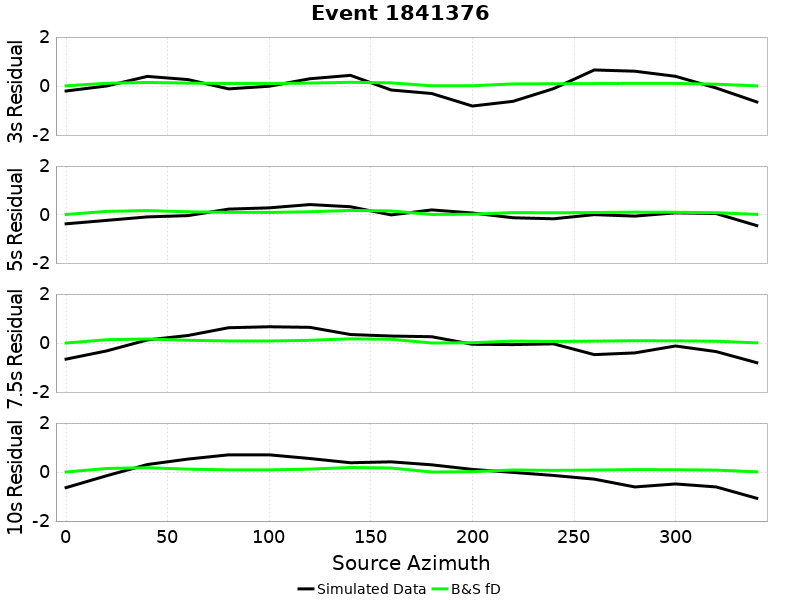 Event 1841376
3s Residual
2
0
-2
5s Residual
2
0
-2
7.5s Residual
2
0
-2
10s Residual
2
0
-2
0 50 100 150 200 250 300
Source Azimuth
Simulated Data B&S fD